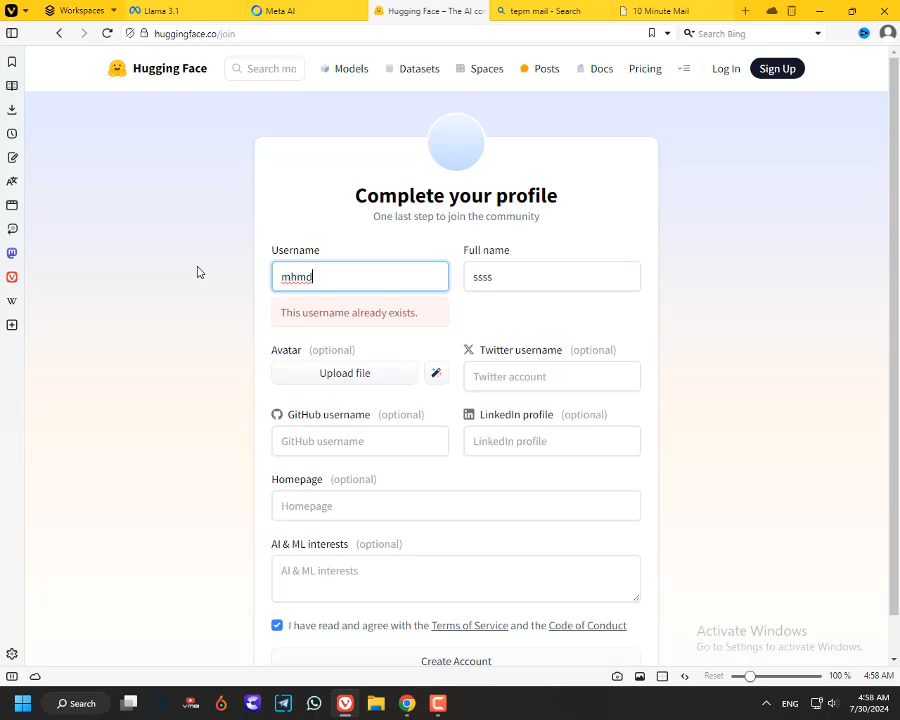 Workspaces
Llama 3.1
Meta AI
Hugging Face – The AI co
tepm mail - Search
10 Minute Mail
huggingface.co/join
Search Bing
Hugging Face
Search mo
Models
Datasets
Spaces
Posts
Docs
Pricing
Log In
Sign Up
Complete your profile
One last step to join the community
Username
Full name
mhmd
ssss
This username already exists.
Avatar (optional)
Twitter username (optional)
Upload file
Twitter account
GitHub username (optional)
LinkedIn profile (optional)
GitHub username
LinkedIn profile
Homepage (optional)
Homepage
AI & ML interests (optional)
AI & ML interests
I have read and agree with the Terms of Service and the Code of Conduct
Create Account
Activate Windows
Go to Settings to activate Windows.
Reset
100 %
4:58 AM
Search
ENG
4:58 AM
7/30/2024